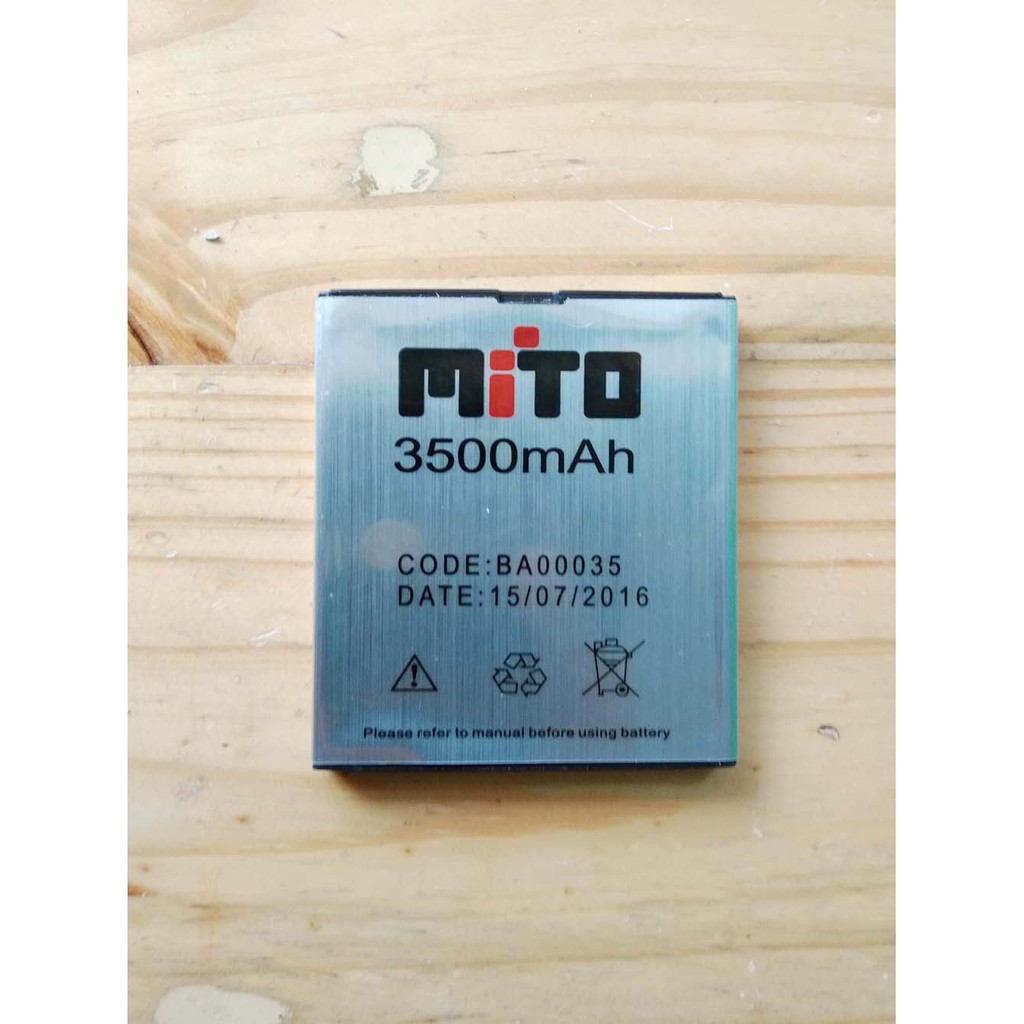 MiTO
3500mAh
CODE:BA00035
DATE:15/07/2016
Please refer to manual before using battery